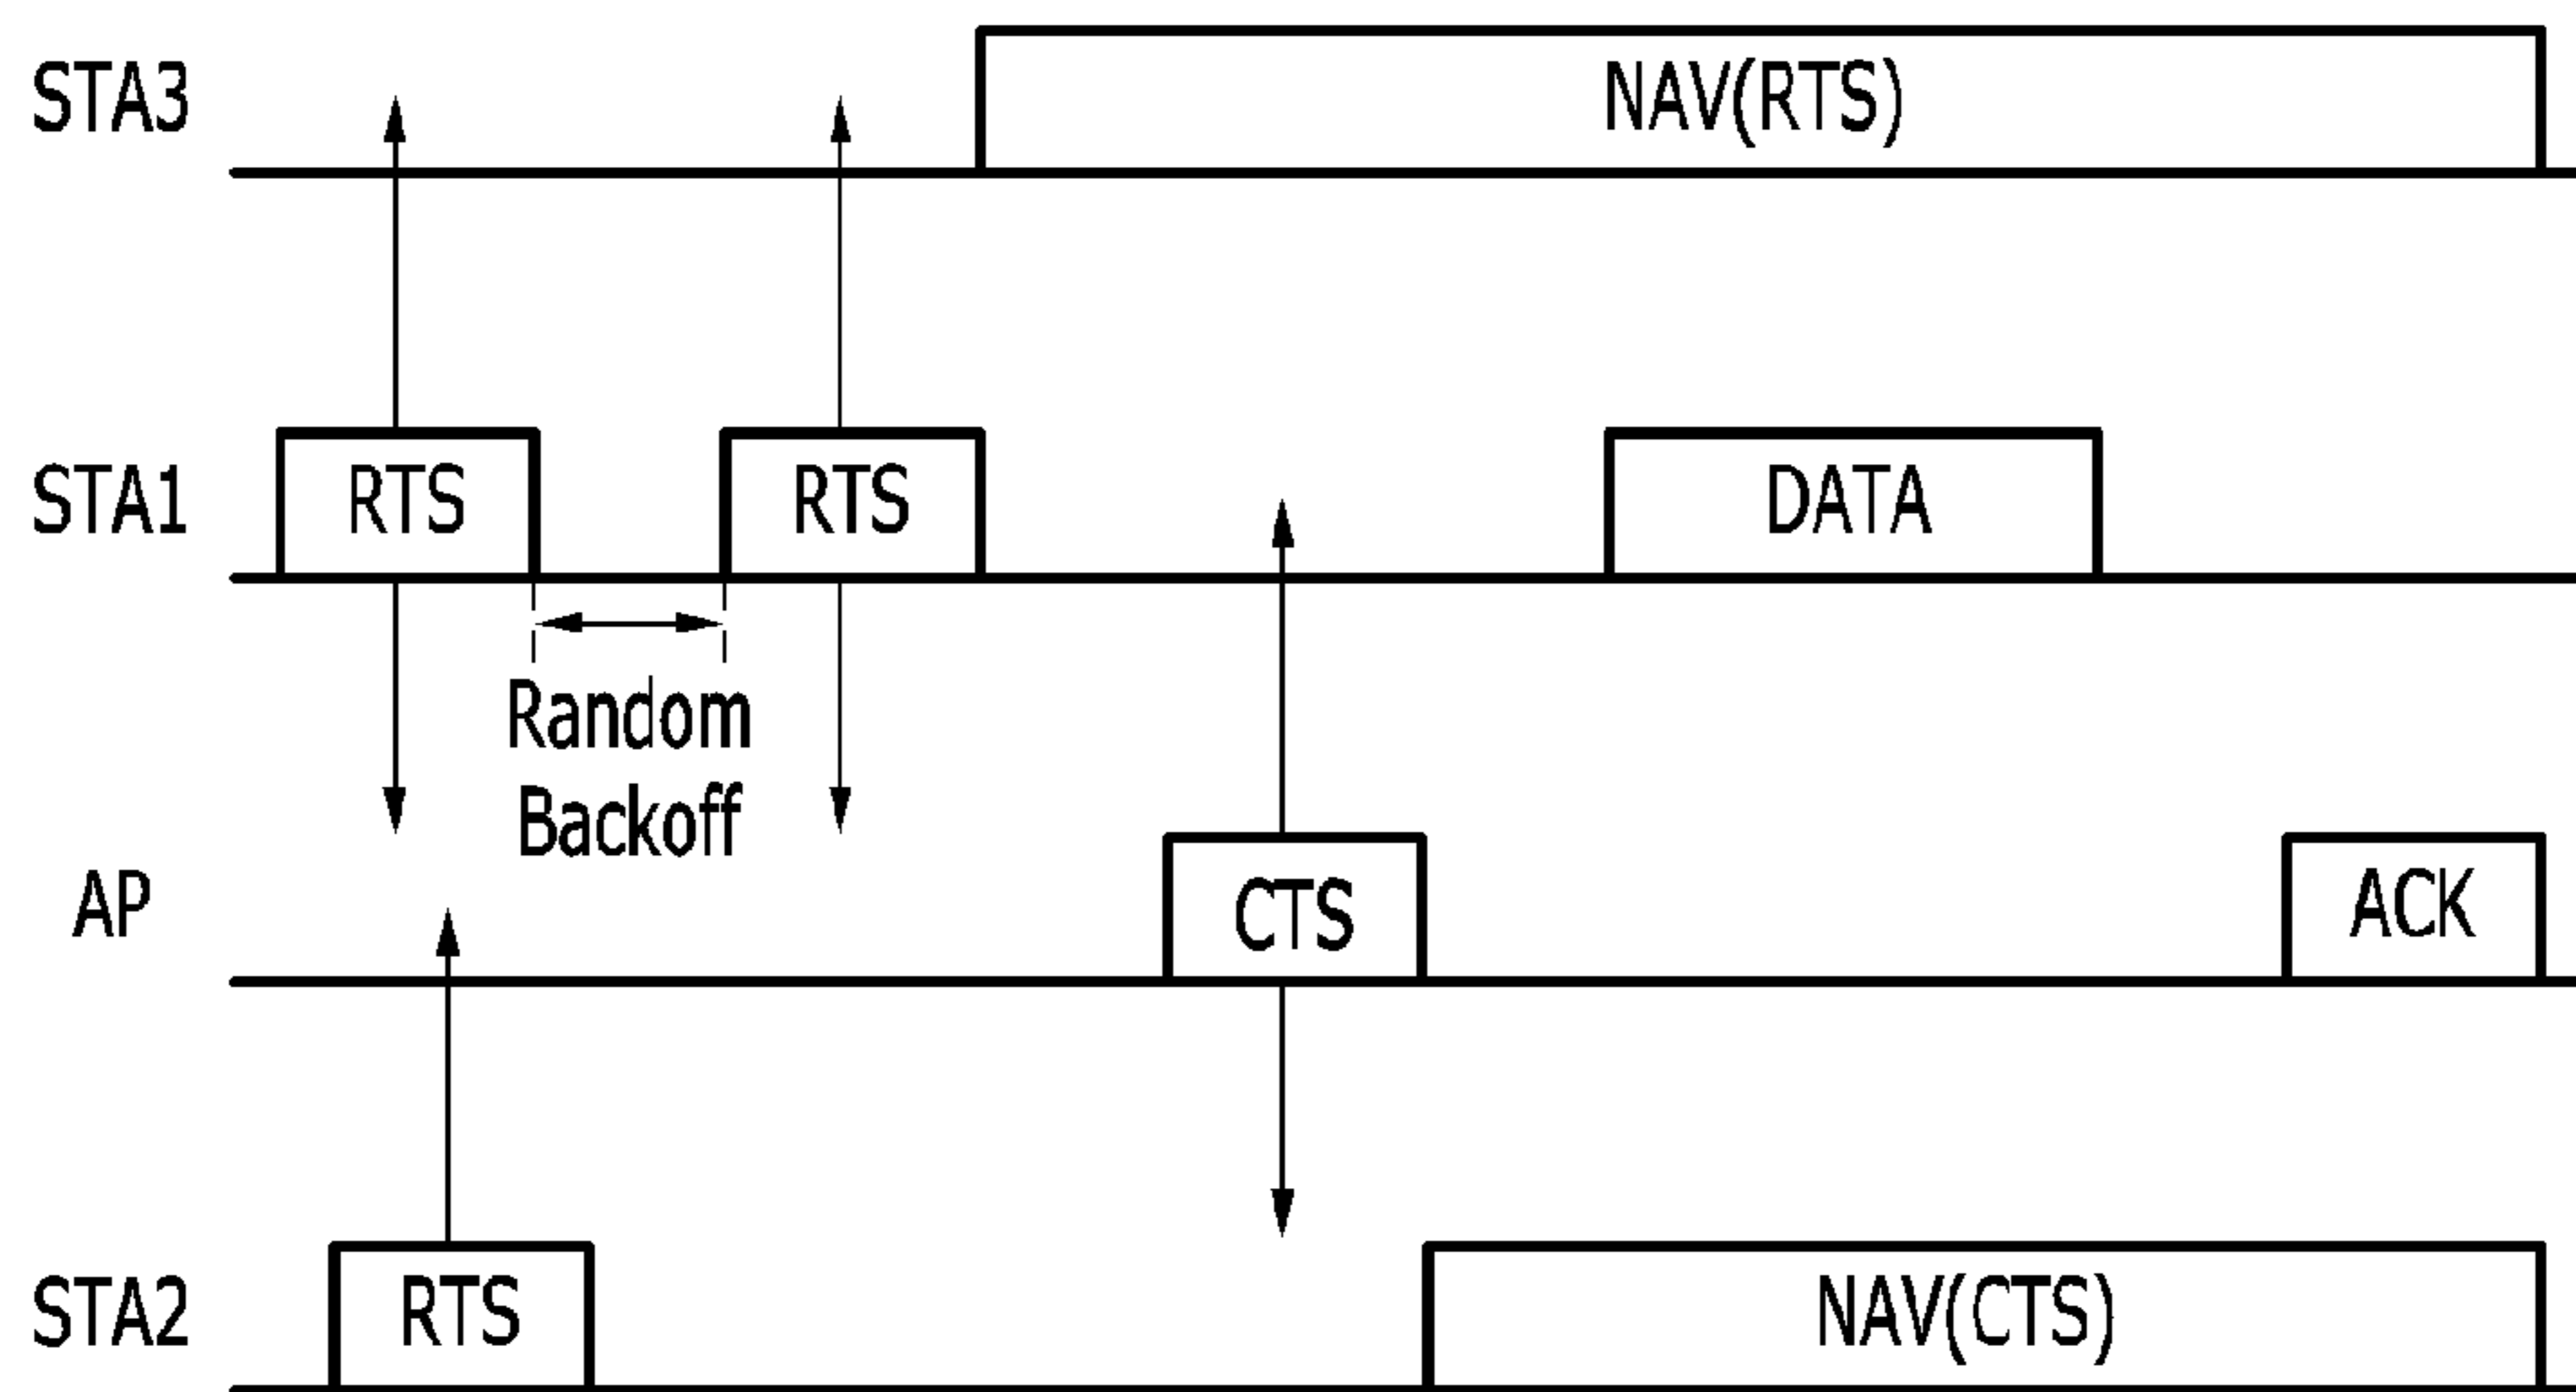 STA3
NAV(RTS)
STA1
RTS
RTS
DATA
Random
Backoff
AP
CTS
ACK
STA2
RTS
NAV(CTS)